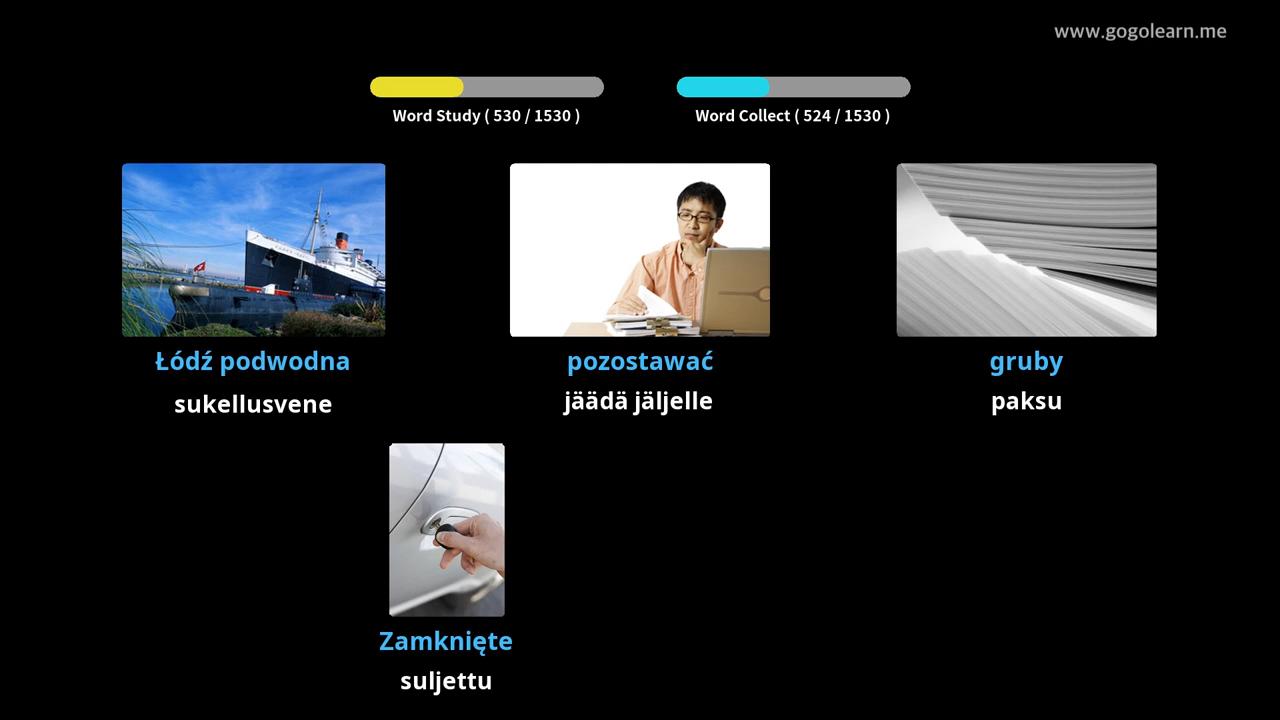 www.gogolearn.me
Word Study ( 530 / 1530 )
Word Collect ( 524 / 1530 )
Łódź podwodna
sukellusvene
pozostawać
jäädä jäljelle
gruby
paksu
Zamknięte
suljettu